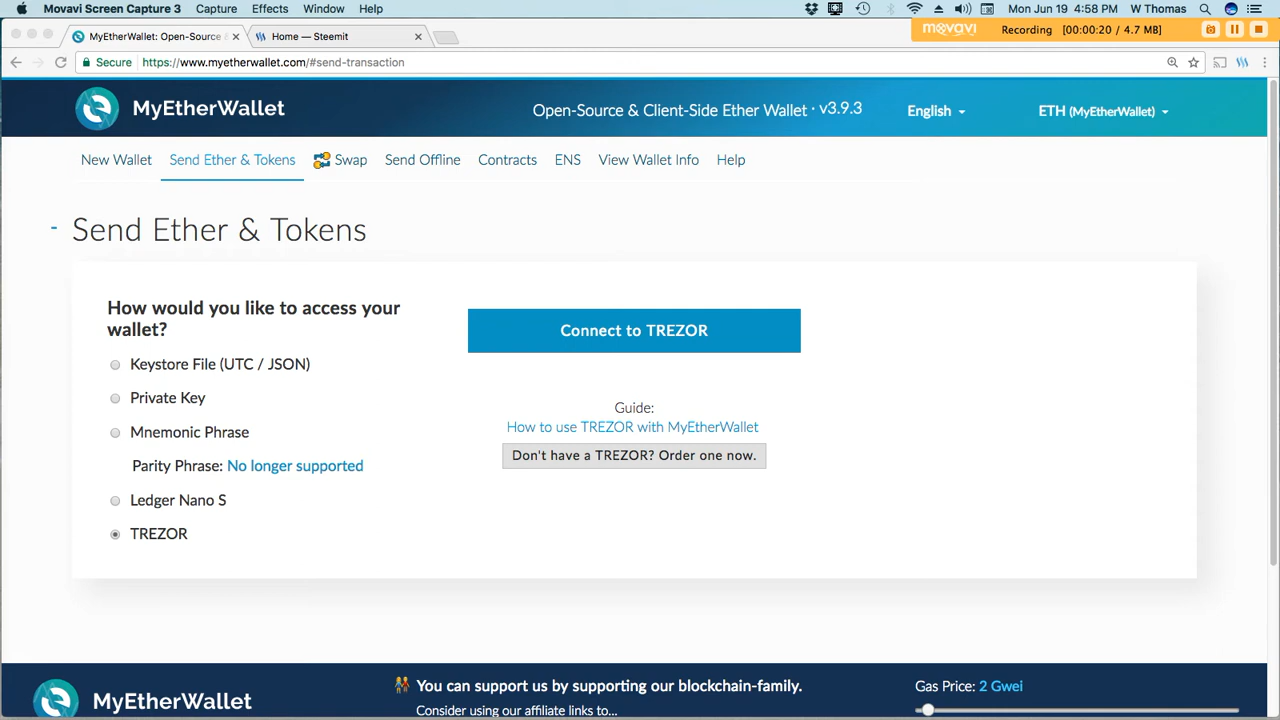 Movavi Screen Capture 3 Capture Effects Window Help Mon Jun 19 4:58 PM W Thomas
MyEtherWallet: Open-Source & Home — Steemit movavi Recording [00:00:20 / 4.7 MB]
Secure https://www.myetherwallet.com/#send-transaction
MyEtherWallet Open-Source & Client-Side Ether Wallet · v3.9.3 English ETH (MyEtherWallet)
New Wallet Send Ether & Tokens Swap Send Offline Contracts ENS View Wallet Info Help
- Send Ether & Tokens
How would you like to access your
wallet?
Keystore File (UTC / JSON)
Private Key
Mnemonic Phrase
Parity Phrase: No longer supported
Ledger Nano S
TREZOR
Connect to TREZOR
Guide:
How to use TREZOR with MyEtherWallet
Don't have a TREZOR? Order one now.
MyEtherWallet
You can support us by supporting our blockchain-family.
Consider using our affiliate links to...
Gas Price: 2 Gwei